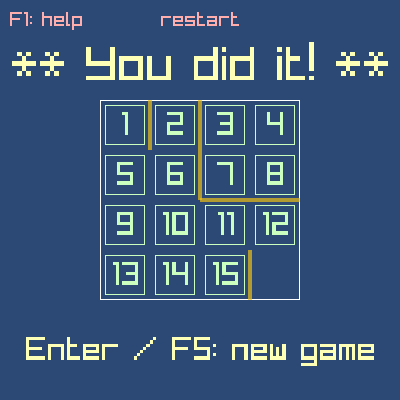 F1: help restart
** You did it! **
1 2 3 4
5 6 7 8
9 10 11 12
13 14 15
Enter / F5: new game